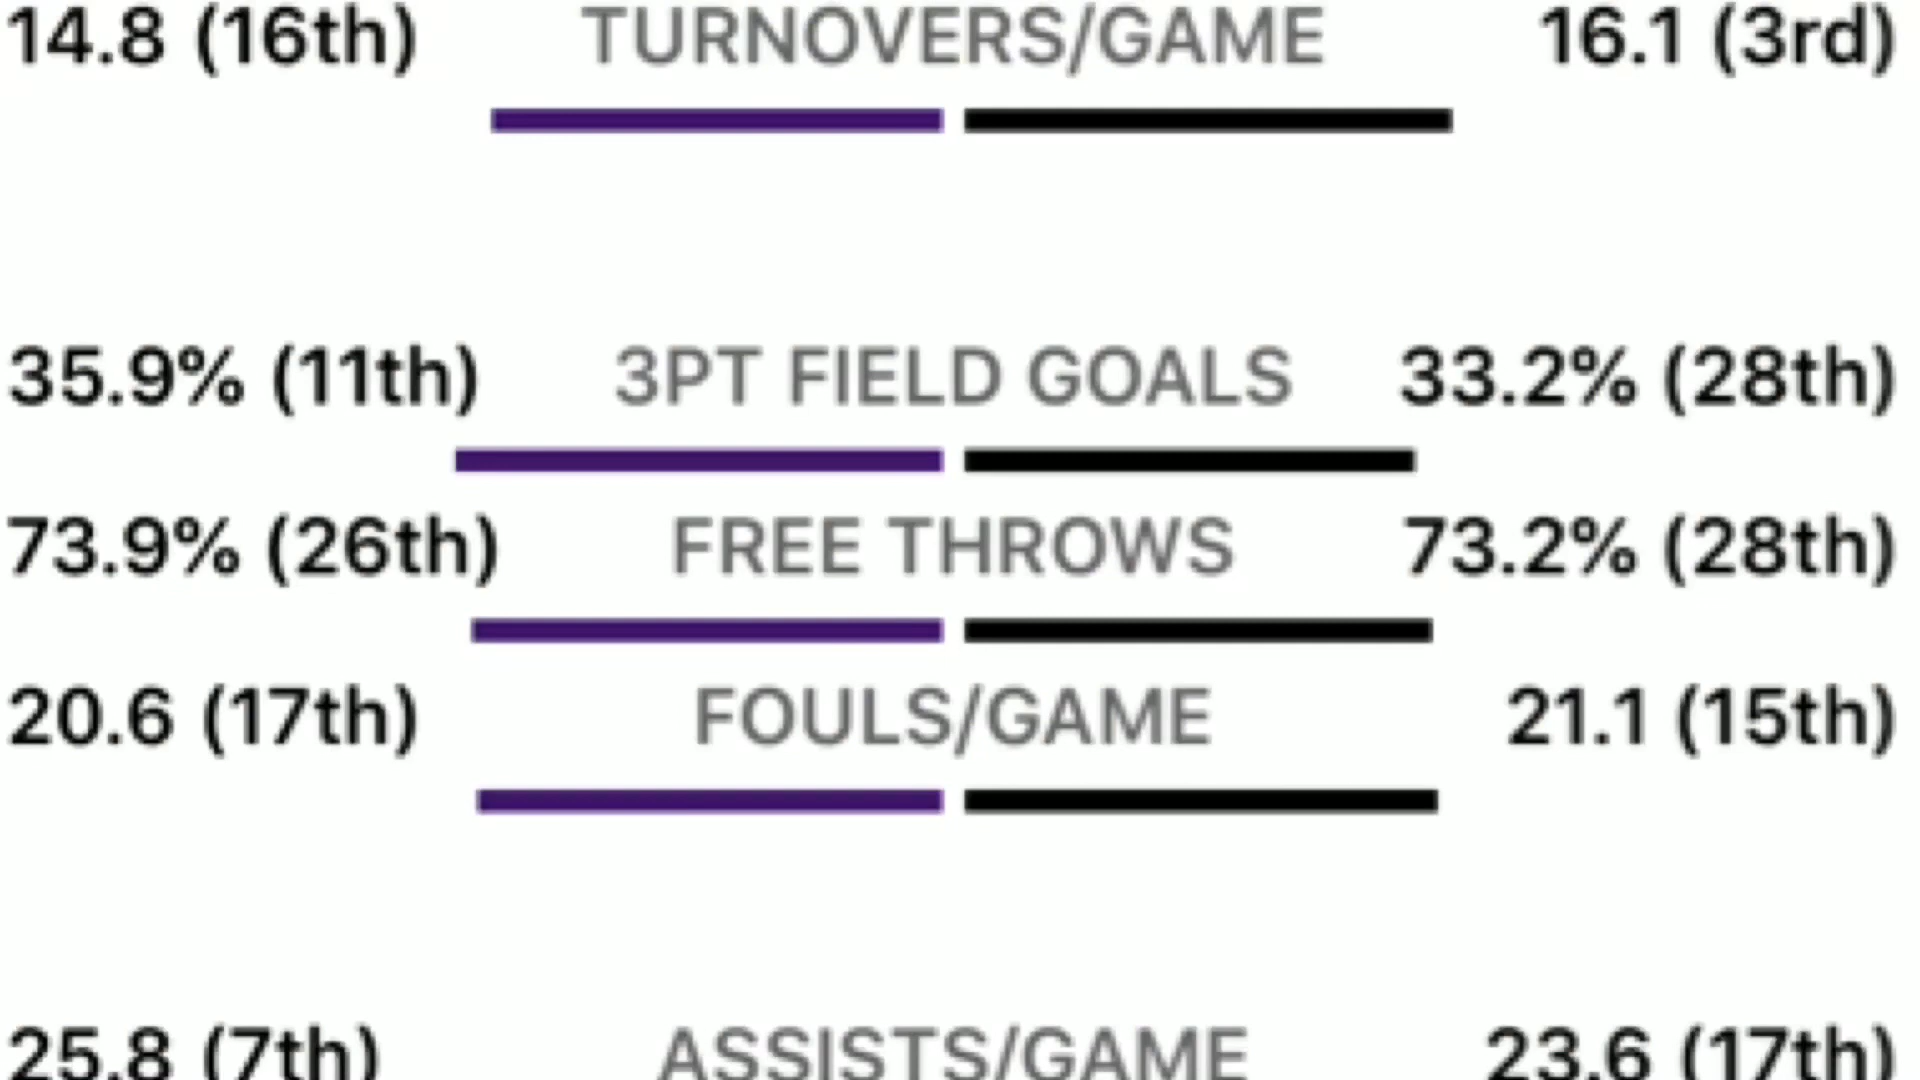 14.8 (16th) TURNOVERS/GAME 16.1 (3rd)
35.9% (11th) 3PT FIELD GOALS 33.2% (28th)
73.9% (26th) FREE THROWS 73.2% (28th)
20.6 (17th) FOULS/GAME 21.1 (15th)
25.8 (7th) ASSISTS/GAME 23.6 (17th)